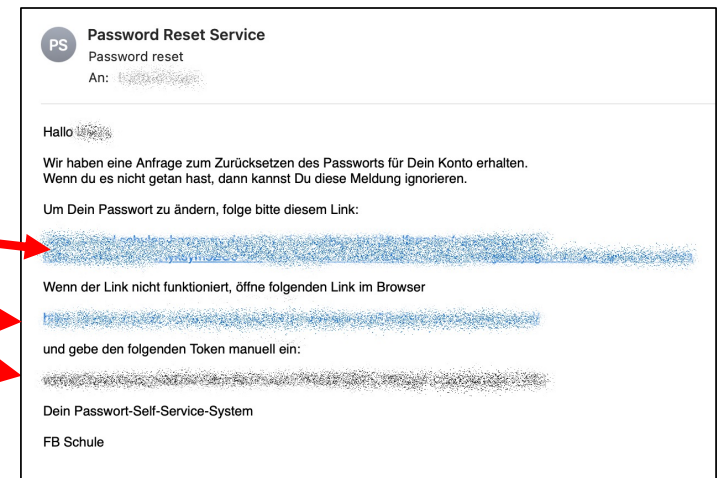 PS
Password Reset Service
Password reset
An:
Hallo
Wir haben eine Anfrage zum Zurücksetzen des Passworts für Dein Konto erhalten.
Wenn du es nicht getan hast, dann kannst Du diese Meldung ignorieren.
Um Dein Passwort zu ändern, folge bitte diesem Link:
Wenn der Link nicht funktioniert, öffne folgenden Link im Browser
und gebe den folgenden Token manuell ein:
Dein Passwort-Self-Service-System
FB Schule